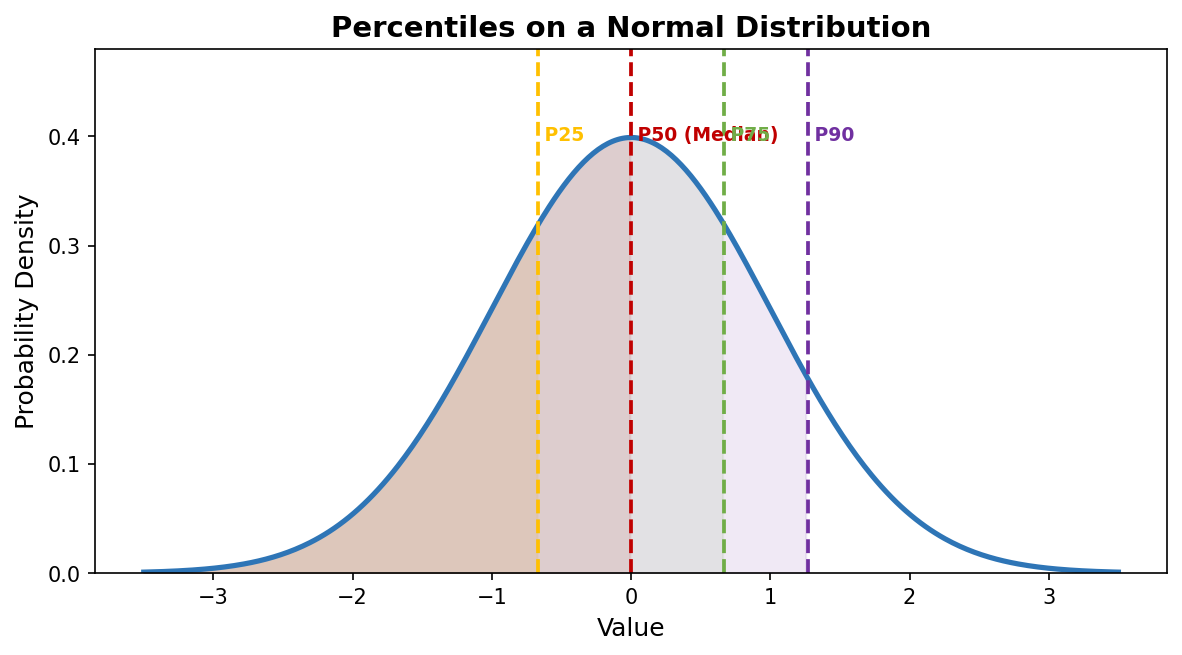 Percentiles on a Normal Distribution
Probability Density
0.4
0.3
0.2
0.1
0.0
P25
P50 (Median)
P75
P90
−3
−2
−1
0
1
2
3
Value